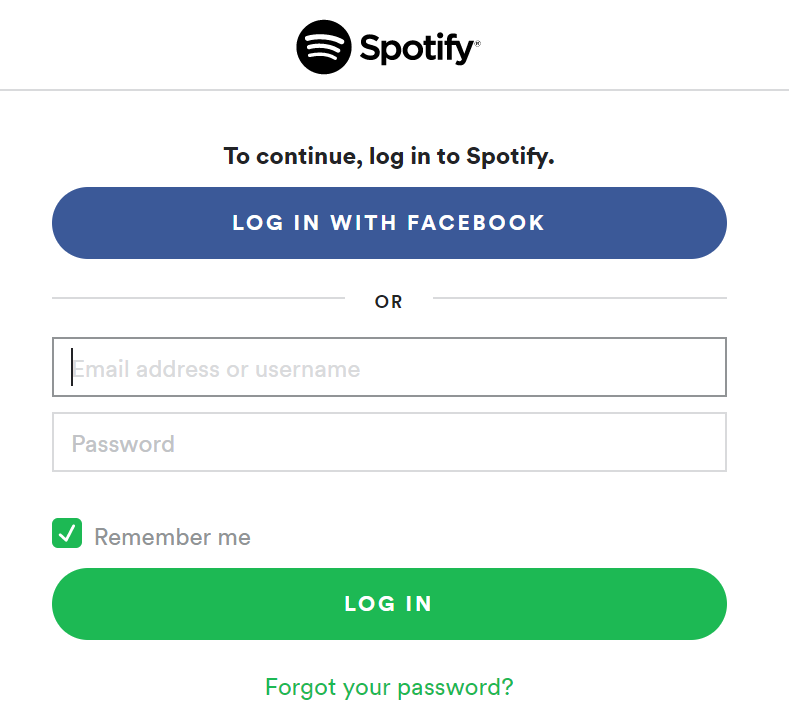 Spotify®
To continue, log in to Spotify.
LOG IN WITH FACEBOOK
OR
Email address or username
Password
Remember me
LOG IN
Forgot your password?